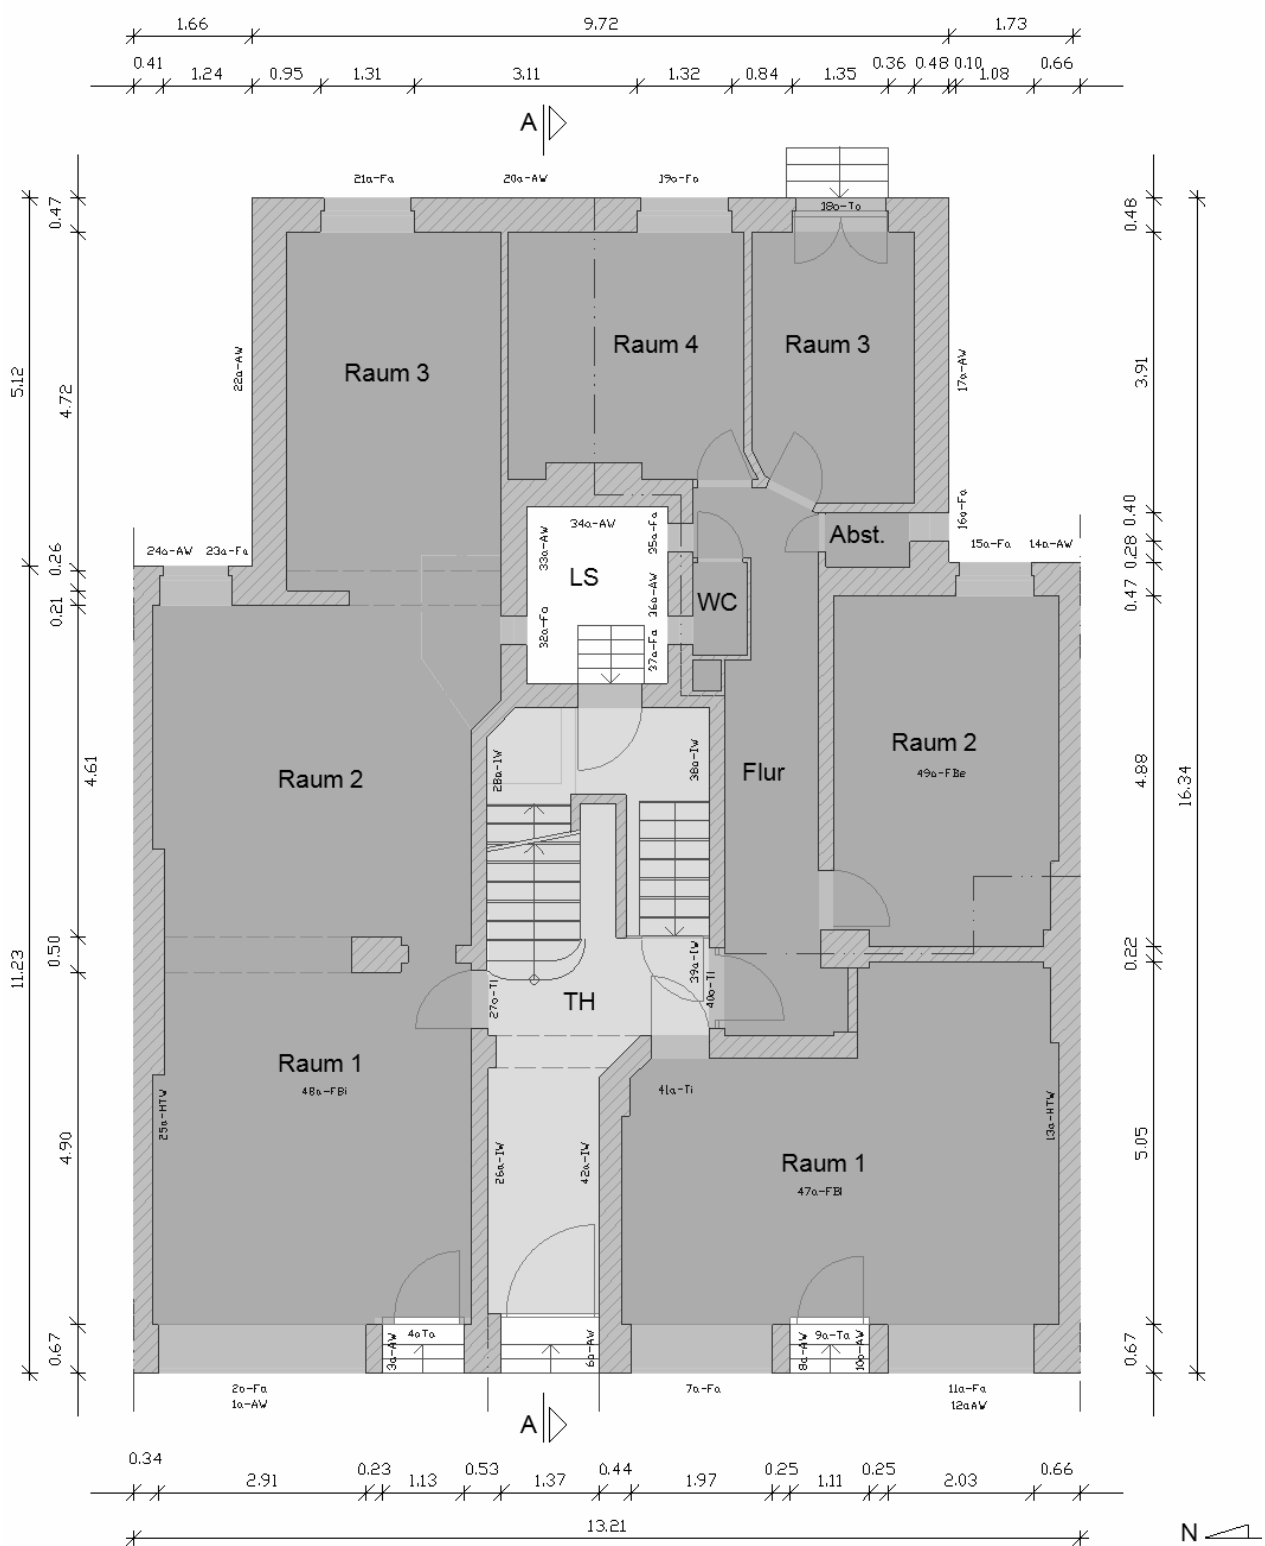 1.66 9.72 1.73
0.41 1.24 0.95 1.31 3.11 1.32 0.84 1.35 0.36 0.48 0.10 1.08 0.66
A
21a-Fa 20a-AW 19a-Fa
18a-Ta
0.47
0.48
5.12
4.72
22a-AW
Raum 3
Raum 4
Raum 3
17a-AW
3.91
0.26
0.21
24a-AW 23a-Fa
33a-AW
34a-AW
35a-Fa
LS
36a-AW
32a-Fa
37a-Fa
WC
Abst.
16a-Fa
15a-Fa 14a-AW
0.40
0.28
0.47
4.61
Raum 2
28a-IW
38a-IW
Flur
Raum 2
49a-FBe
4.88
16.34
11.23
0.50
0.22
27a-TI
TH
39a-IW
40a-TI
Raum 1
48a-FBi
41a-Ti
25a-HTW
26a-IW
42a-IW
Raum 1
47a-FBI
13a-HTW
4.90
5.05
0.67
3a-AW
4aTa
6a-AW
8a-AW
9a-Ta
10a-AW
0.67
2a-Fa
1a-AW
7a-Fa
11a-Fa
12aAW
A
0.34 2.91 0.23 1.13 0.53 1.37 0.44 1.97 0.25 1.11 0.25 2.03 0.66
13.21
N